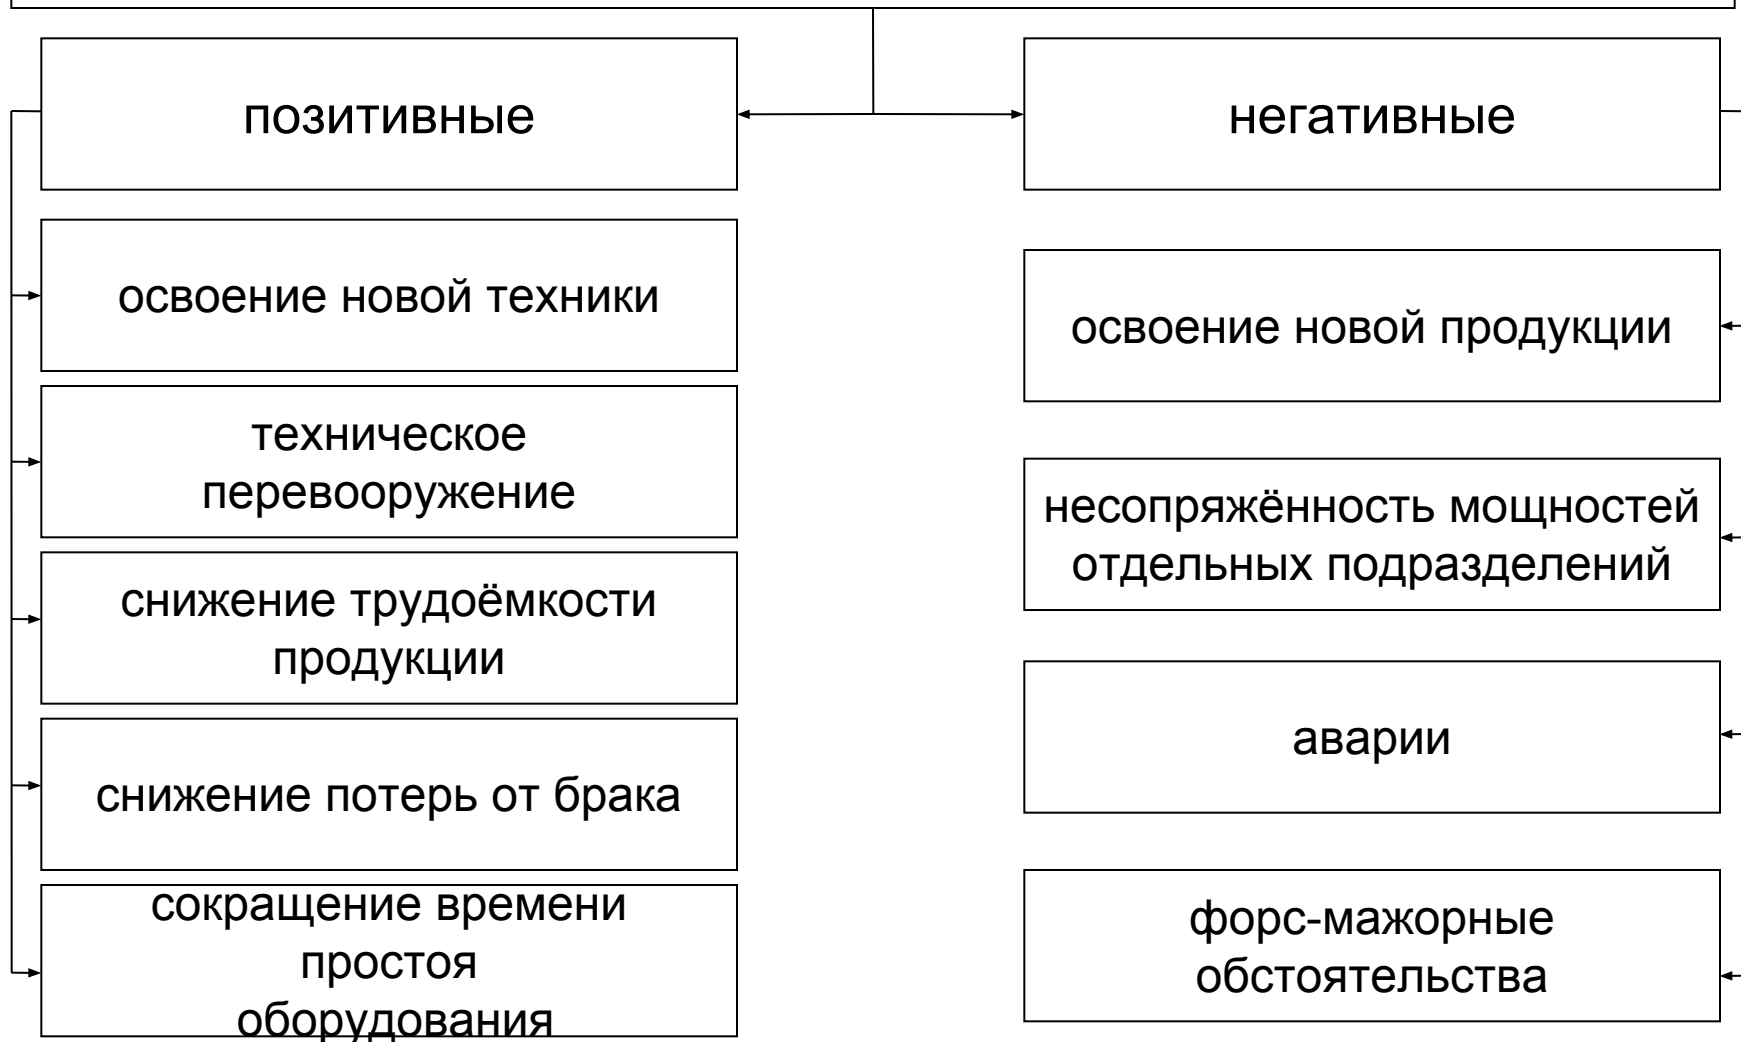 позитивные
негативные
освоение новой техники
техническое
перевооружение
снижение трудоёмкости
продукции
снижение потерь от брака
сокращение времени
простоя
оборудования
освоение новой продукции
несопряжённость мощностей
отдельных подразделений
аварии
форс-мажорные
обстоятельства